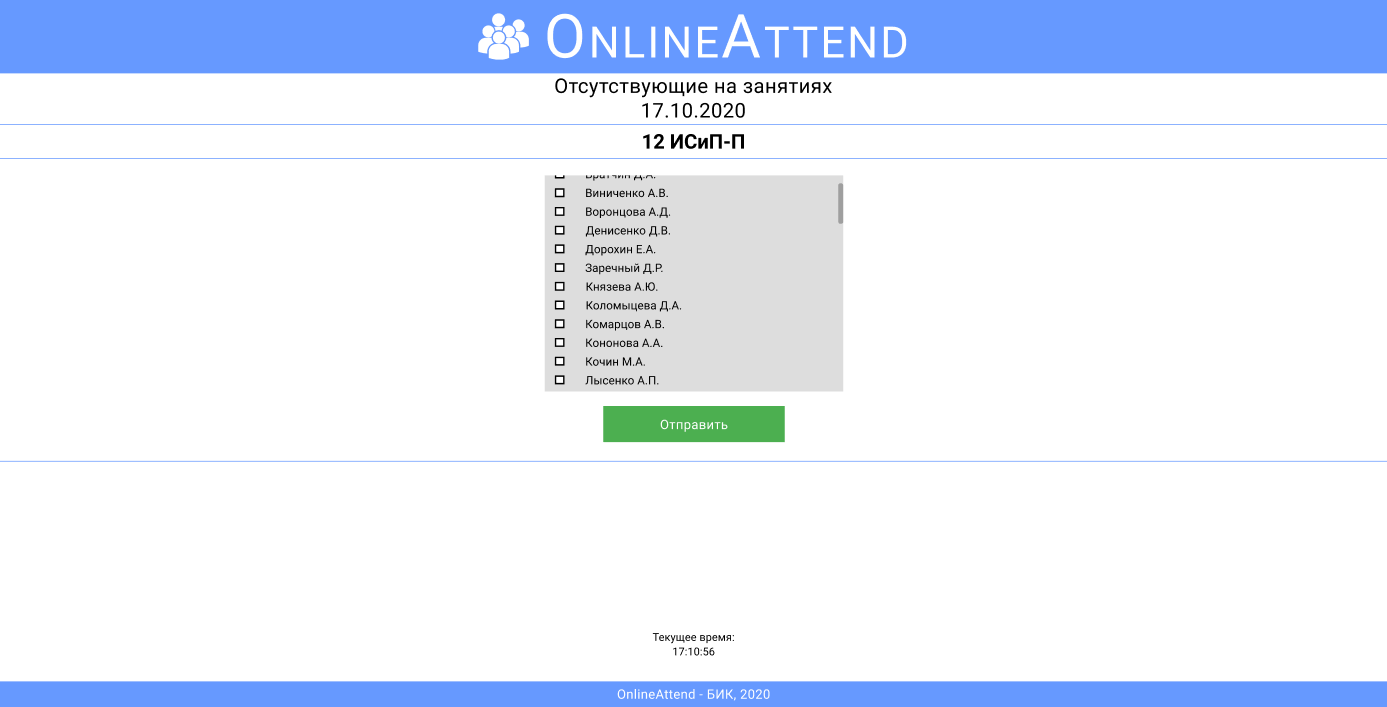 OnlineAttend
Отсутствующие на занятиях
17.10.2020
12 ИСиП-П
Братчин Д.А.
Виниченко А.В.
Воронцова А.Д.
Денисенко Д.В.
Дорохин Е.А.
Заречный Д.Р.
Князева А.Ю.
Коломыцева Д.А.
Комарцов А.В.
Кононова А.А.
Кочин М.А.
Лысенко А.П.
Отправить
Текущее время:
17:10:56
OnlineAttend - БИК, 2020